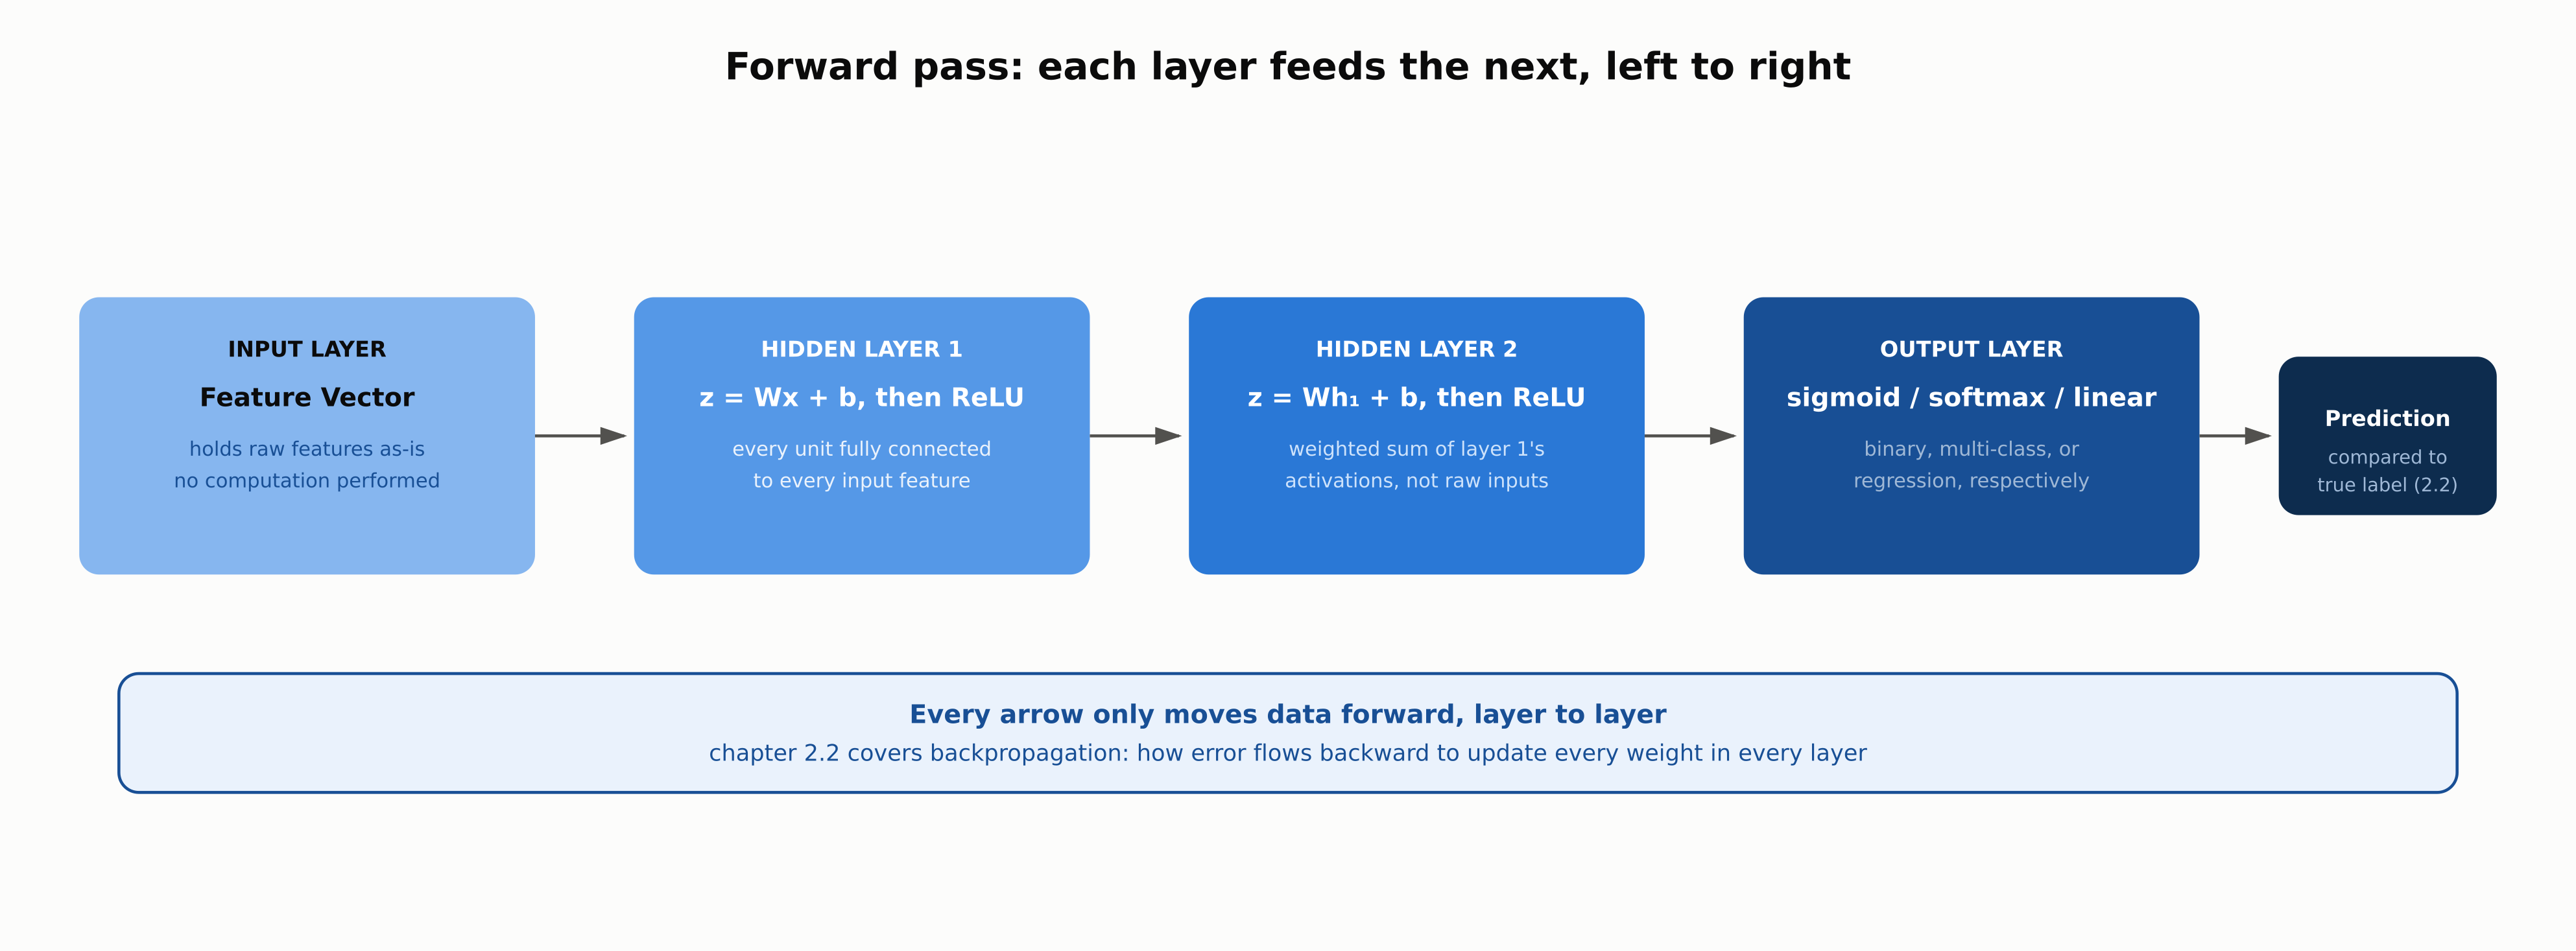 Forward pass: each layer feeds the next, left to right
INPUT LAYER
Feature Vector
holds raw features as-is
no computation performed
HIDDEN LAYER 1
z = Wx + b, then ReLU
every unit fully connected
to every input feature
HIDDEN LAYER 2
z = Wh₁ + b, then ReLU
weighted sum of layer 1's
activations, not raw inputs
OUTPUT LAYER
sigmoid / softmax / linear
binary, multi-class, or
regression, respectively
Prediction
compared to
true label (2.2)
Every arrow only moves data forward, layer to layer
chapter 2.2 covers backpropagation: how error flows backward to update every weight in every layer